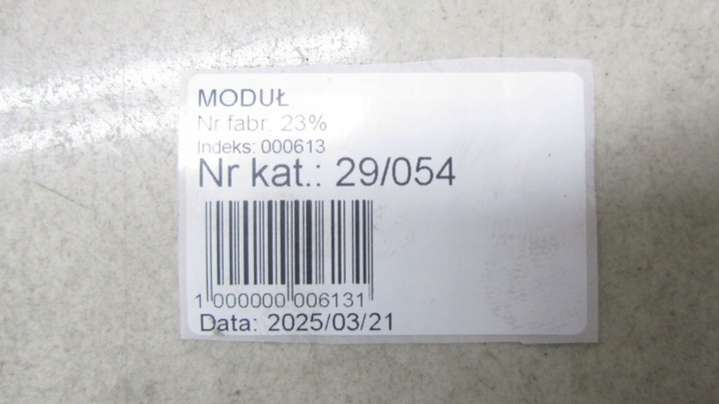 MODUŁ
Nr fabr. 23%
Indeks: 000613
Nr kat.: 29/054
1 000000 006131
Data: 2025/03/21